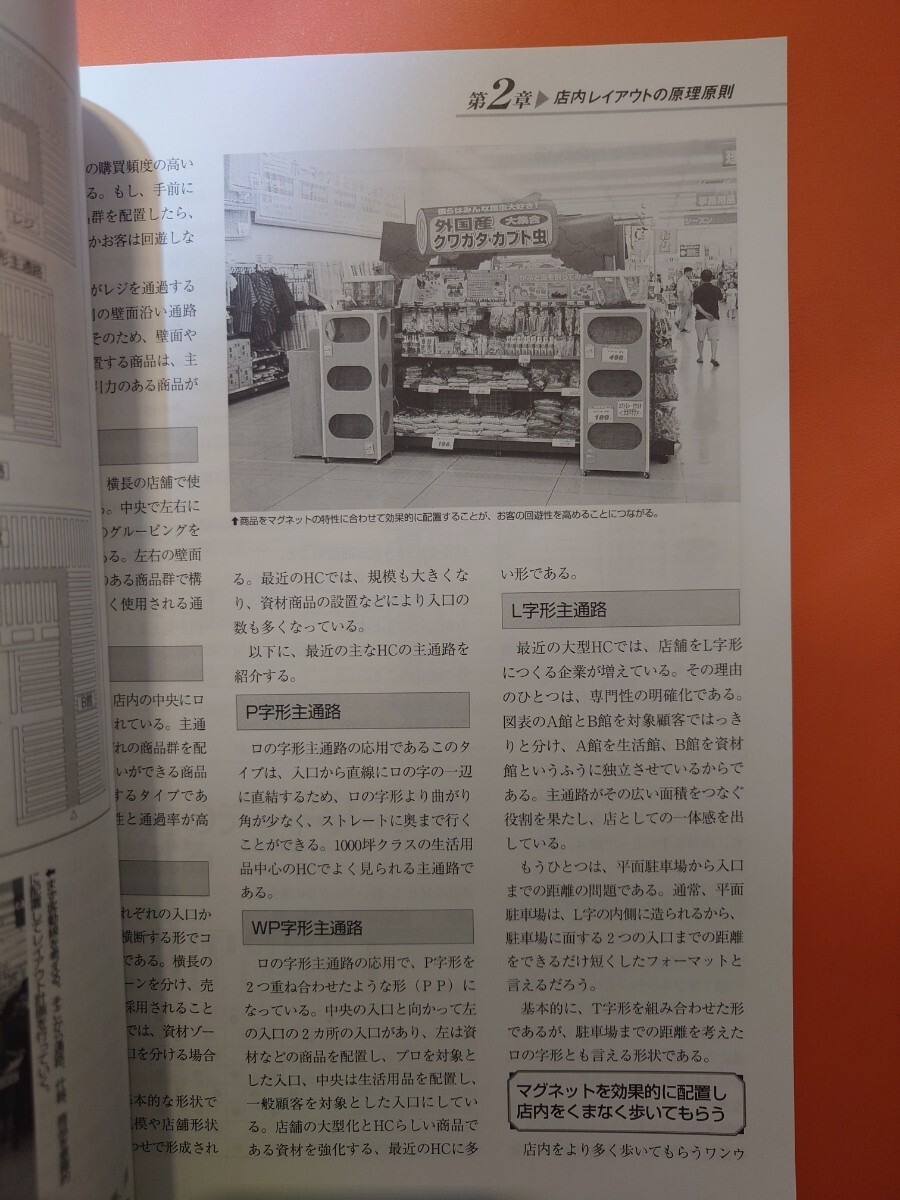 第2章▶店内レイアウトの原理原則
の購買頻度の高い
る。もし、手前に
品群を配置したら、
かお客は回遊しな
がレジを通過する
の壁面沿い通路
そのため、壁面や
置する商品は、主
引力のある商品が
横長の店舗で使
る。中央で左右に
のグルーピングを
ある。左右の壁面
のある商品群で構
く使用される通
店内の中央にロ
れている。主通
れの商品群を配
いができる商品
するタイプであ
性と通過率が高
れぞれの入口か
横断する形でコ
である。横長の
ーンを分け、売
採用されること
では、資材ゾー
口を分ける場合
基本的な形状で
規模や店舗形状
わせで形成され
僕らはみんな昆虫大好き!
外国産 大集合
クワガタ・カブト虫
498
198
100
⬆商品をマグネットの特性に合わせて効果的に配置することが、お客の回遊性を高めることにつながる。
る。最近のHCでは、規模も大きくな
り、資材商品の設置などにより入口の
数も多くなっている。
以下に、最近の主なHCの主通路を
紹介する。
P字形主通路
ロの字形主通路の応用であるこのタ
イプは、入口から直線にロの字の一辺
に直結するため、ロの字形より曲がり
角が少なく、ストレートに奥まで行く
ことができる。1000坪クラスの生活用
品中心のHCでよく見られる主通路で
ある。
WP字形主通路
ロの字形主通路の応用で、P字形を
2つ重ね合わせたような形（PP）に
なっている。中央の入口と向かって左
の入口の2カ所の入口があり、左は資
材などの商品を配置し、プロを対象と
した入口、中央は生活用品を配置し、
一般顧客を対象とした入口にしてい
る。店舗の大型化とHCらしい商品で
ある資材を強化する、最近のHCに多
い形である。
L字形主通路
最近の大型HCでは、店舗をL字形
につくる企業が増えている。その理由
のひとつは、専門性の明確化である。
図表のA館とB館を対象顧客ではっき
りと分け、A館を生活館、B館を資材
館というふうに独立させているからで
ある。主通路がその広い面積をつなぐ
役割を果たし、店としての一体感を出
している。
もうひとつは、平面駐車場から入口
までの距離の問題である。通常、平面
駐車場は、L字の内側に造られるから、
駐車場に面する2つの入口までの距離
をできるだけ短くしたフォーマットと
言えるだろう。
基本的に、T字形を組み合わせた形
であるが、駐車場までの距離を考えた
ロの字形とも言える形状である。
マグネットを効果的に配置し
店内をくまなく歩いてもらう
店内をより多く歩いてもらうワンウ
レジ
形主通路
B館